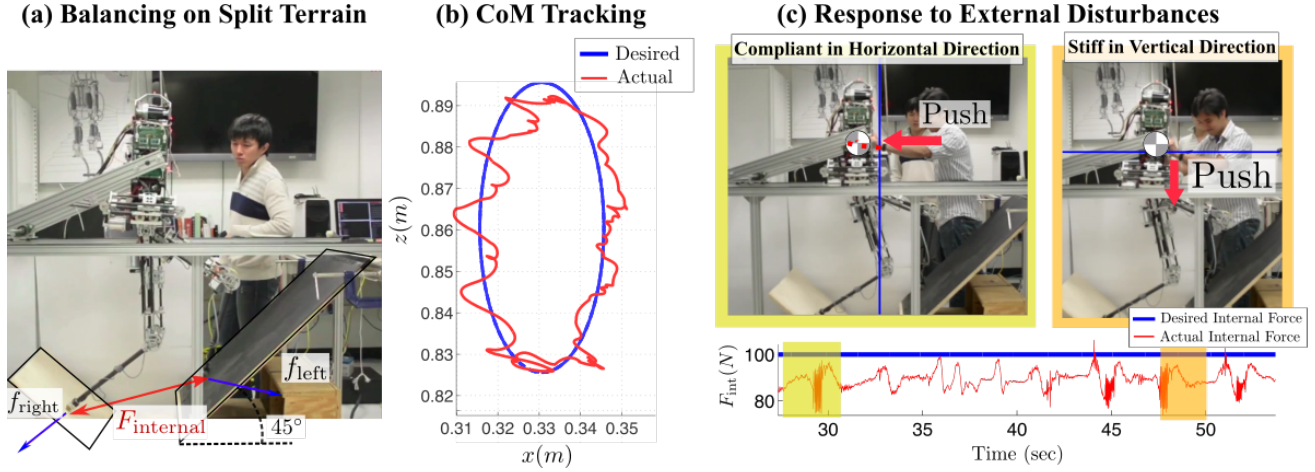 (a) Balancing on Split Terrain
f_right
F_internal
f_left
45°
(b) CoM Tracking
Desired
Actual
0.89
0.88
0.87
0.86
0.85
0.84
0.83
0.82
z(m)
0.31 0.32 0.33 0.34 0.35
x(m)
(c) Response to External Disturbances
Compliant in Horizontal Direction
Push
Stiff in Vertical Direction
Push
Desired Internal Force
Actual Internal Force
F_int (N)
100
80
30 35 40 45 50
Time (sec)